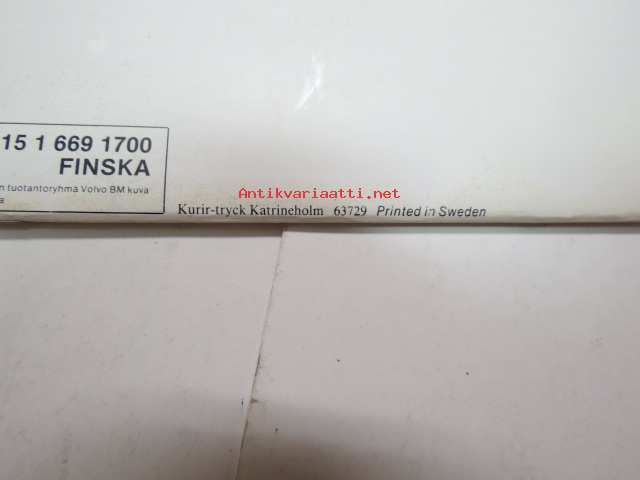 15 1 669 1700
FINSKA
n tuotantoryhmä Volvo BM kuva
a
Antikvariaatti.net
Kurir-tryck Katrineholm 63729 Printed in Sweden